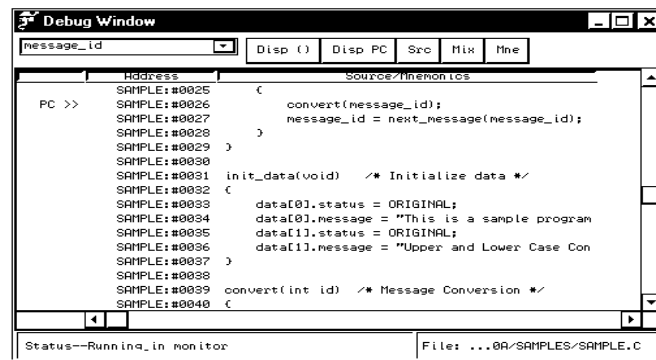 Debug Window
message_id Disp () Disp PC Src Mix Mne
Address Source/Mnemonics
SAMPLE:#0025 {
PC >> SAMPLE:#0026 convert(message_id);
SAMPLE:#0027 message_id = next_message(message_id);
SAMPLE:#0028 }
SAMPLE:#0029 }
SAMPLE:#0030
SAMPLE:#0031 init_data(void) /* Initialize data */
SAMPLE:#0032 {
SAMPLE:#0033 data[0].status = ORIGINAL;
SAMPLE:#0034 data[0].message = "This is a sample program
SAMPLE:#0035 data[1].status = ORIGINAL;
SAMPLE:#0036 data[1].message = "Upper and Lower Case Con
SAMPLE:#0037 }
SAMPLE:#0038
SAMPLE:#0039 convert(int id) /* Message Conversion */
SAMPLE:#0040 {
Status--Running_in monitor File: ...0A/SAMPLES/SAMPLE.C